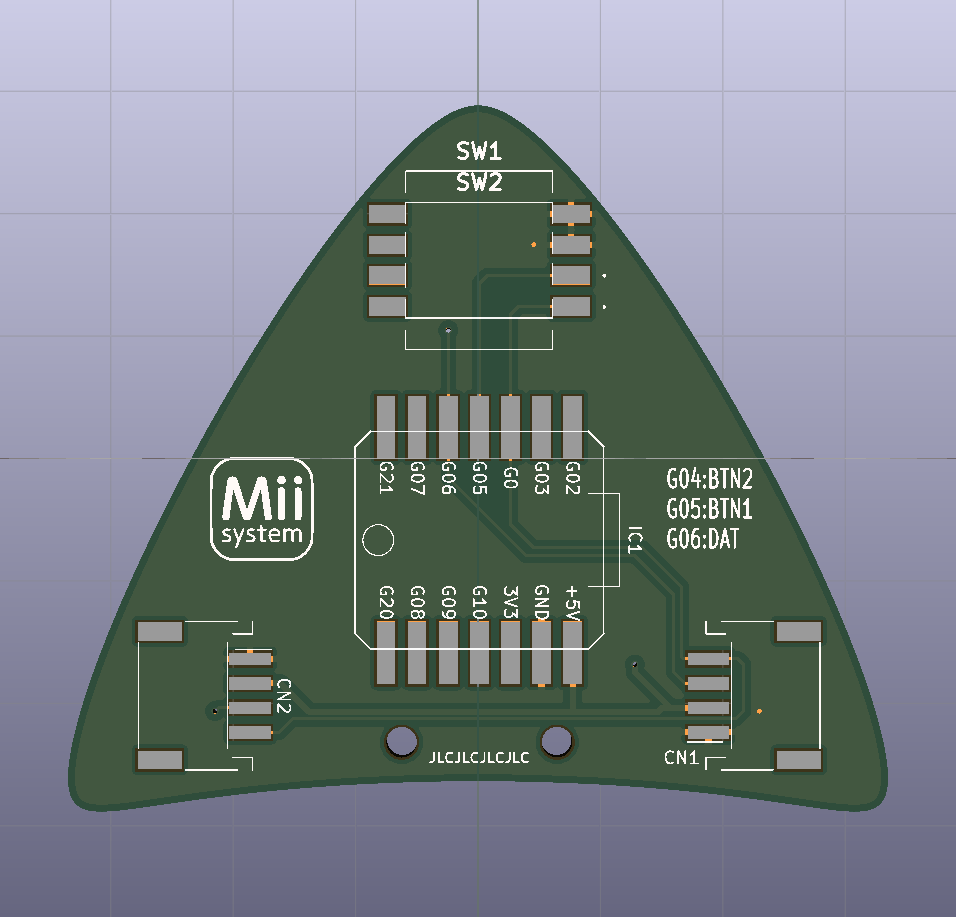 SW1
SW2
G21
G07
G06
G05
G0
G03
G02
G04:BTN2
G05:BTN1
G06:DAT
Mii
system
IC1
G20
G08
G09
G10
3V3
GND
+5V
CN2
CN1
JLCJLCJLCJLC